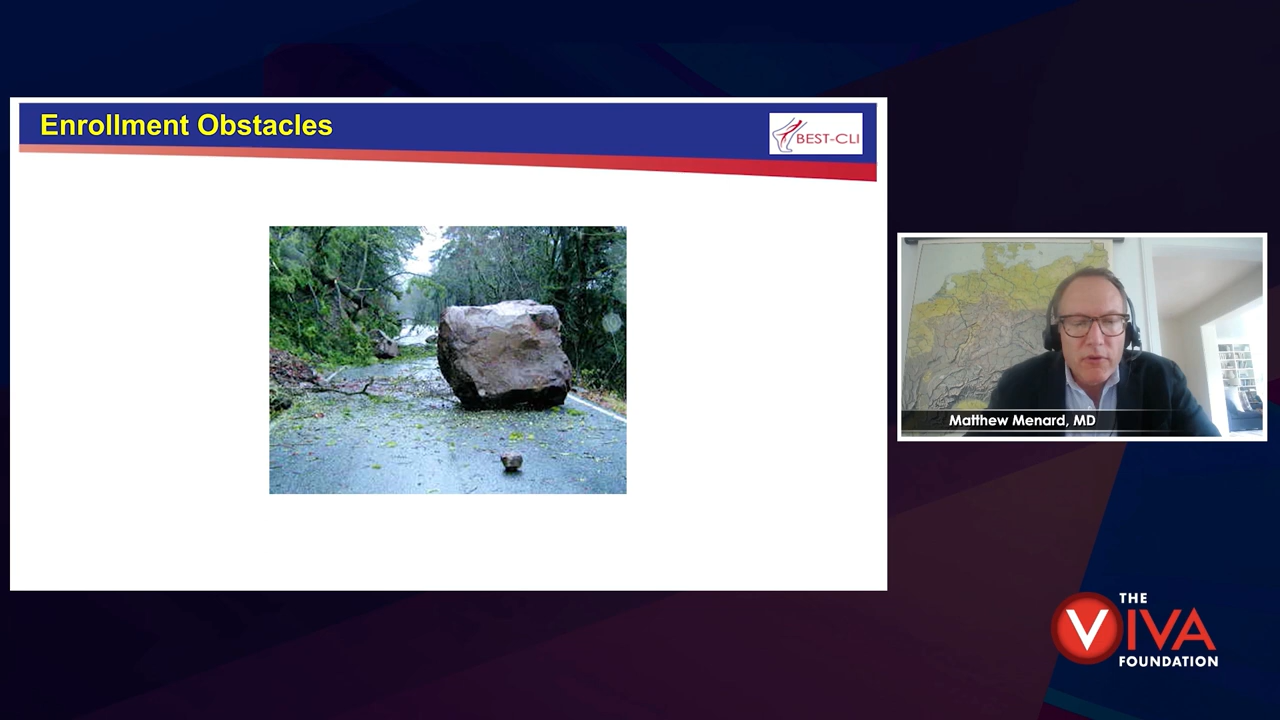 Enrollment Obstacles
BEST-CLI
Matthew Menard, MD
THE
VIVA
FOUNDATION